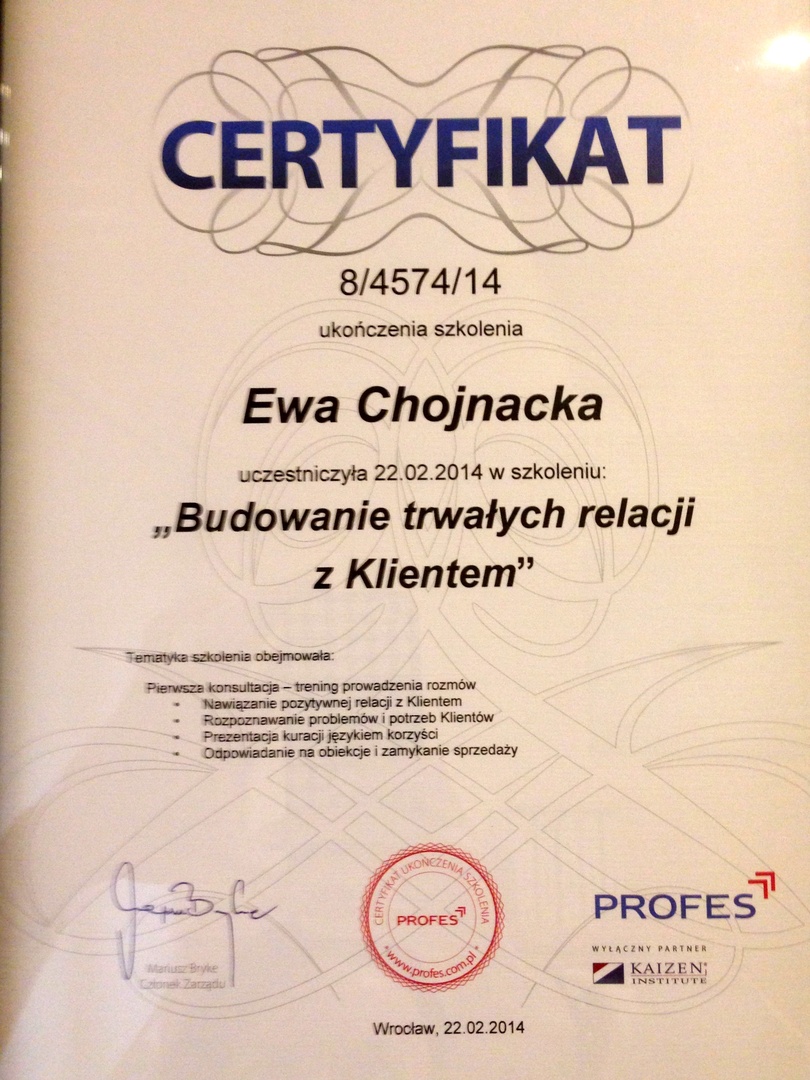 CERTYFIKAT
8/4574/14
ukończenia szkolenia
Ewa Chojnacka
uczestniczyła 22.02.2014 w szkoleniu:
„Budowanie trwałych relacji
z Klientem”
Tematyka szkolenia obejmowała:
Pierwsza konsultacja – trening prowadzenia rozmów
- Nawiązanie pozytywnej relacji z Klientem
- Rozpoznawanie problemów i potrzeb Klientów
- Prezentacja kuracji językiem korzyści
- Odpowiadanie na obiekcje i zamykanie sprzedaży
Mariusz Bryke
Członek Zarządu
CERTYFIKAT UKOŃCZENIA SZKOLENIA
PROFES
www.profes.com.pl
PROFES
WYŁĄCZNY PARTNER
KAIZEN
INSTITUTE
Wrocław, 22.02.2014